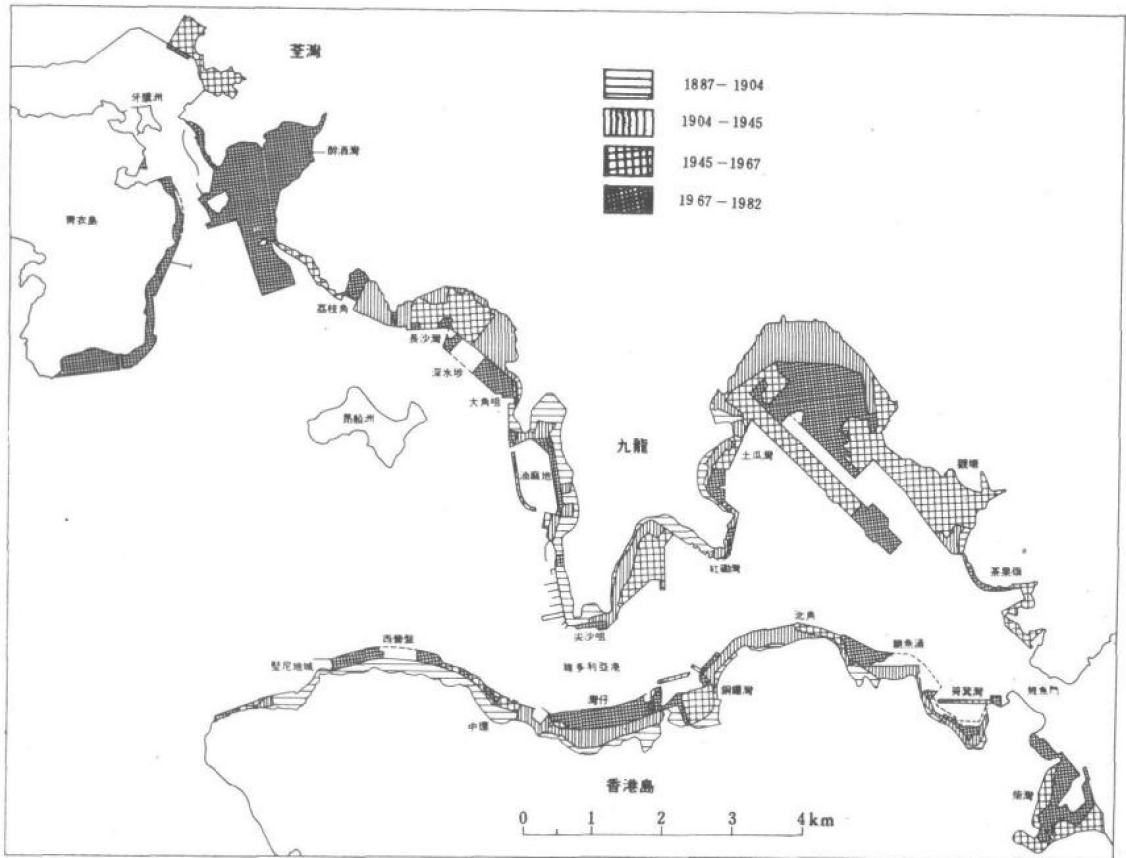 荃灣
1887－1904
牙鷹洲
1904－1945
醉酒灣
1945－1967
1967－1982
青衣島
荔枝角
長沙灣
深水埗
大角咀
昂船洲
九龍
土瓜灣
觀塘
油麻地
紅磡灣
茶果嶺
尖沙咀
北角
西營盤
鰂魚涌
堅尼地城
維多利亞港
筲箕灣
鯉魚門
灣仔
銅鑼灣
中環
香港島
柴灣
0 1 2 3 4 km